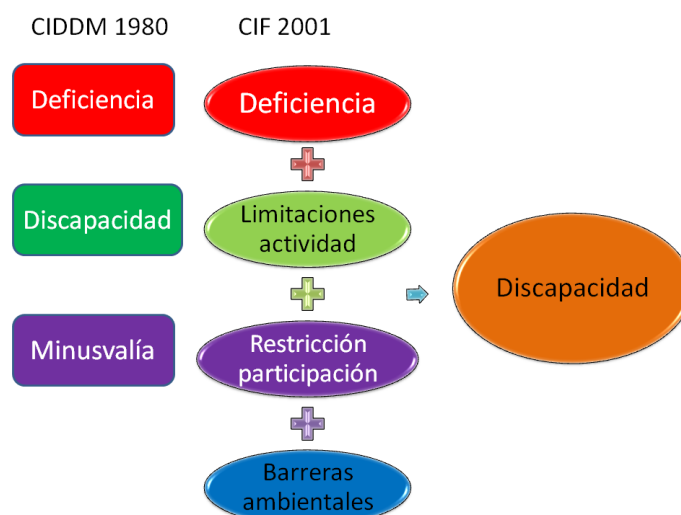 CIDDM 1980
CIF 2001
Deficiencia
Deficiencia
Discapacidad
Limitaciones
actividad
Discapacidad
Minusvalía
Restricción
participación
Barreras
ambientales